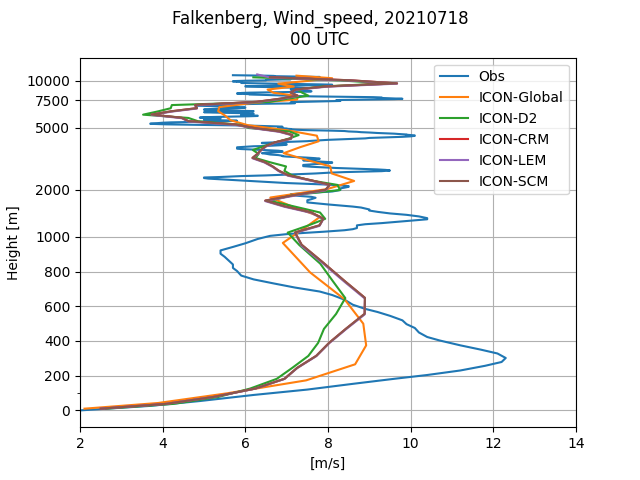 Falkenberg, Wind_speed, 20210718
00 UTC
Height [m]
10000
7500
5000
2000
1000
800
600
400
200
0
Obs
ICON-Global
ICON-D2
ICON-CRM
ICON-LEM
ICON-SCM
2 4 6 8 10 12 14
[m/s]